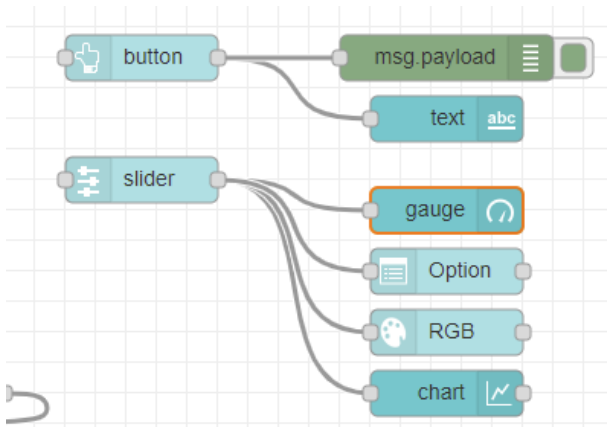 button
msg.payload
text abc
slider
gauge
Option
RGB
chart